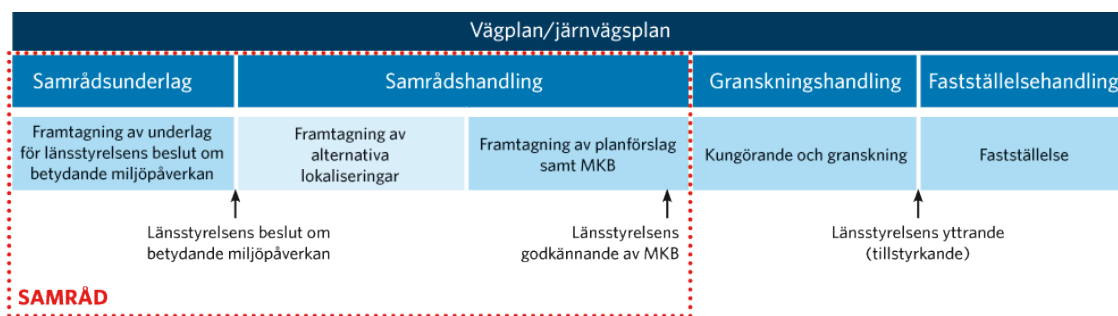 Vägplan/järnvägsplan
Samrådsunderlag
Samrådshandling
Granskningshandling
Fastställelsehandling
Framtagning av underlag
för länsstyrelsens beslut om
betydande miljöpåverkan
Framtagning av
alternativa
lokaliseringar
Framtagning av planförslag
samt MKB
Kungörande och granskning
Fastställelse
Länsstyrelsens beslut om
betydande miljöpåverkan
Länsstyrelsens
godkännande av MKB
Länsstyrelsens yttrande
(tillstyrkande)
SAMRÅD